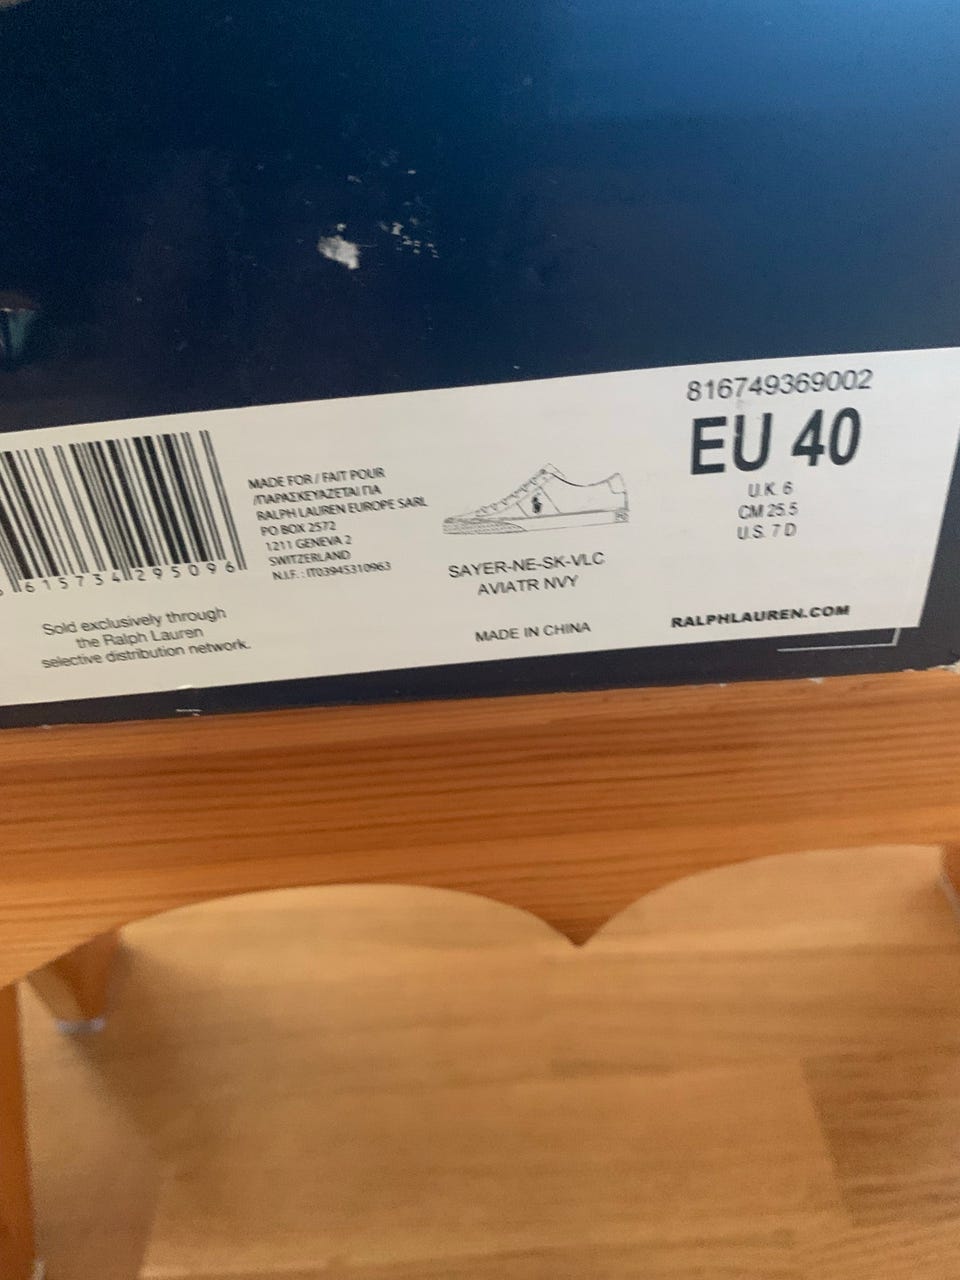 816749369002
EU 40
U.K. 6
CM 25.5
U.S. 7 D
RALPHLAUREN.COM
SAYER-NE-SK-VLC
AVIATR NVY
MADE IN CHINA
MADE FOR / FAIT POUR
/ΠΑΡΑΣΚΕΥΑΖΕΤΑΙ ΓΙΑ
RALPH LAUREN EUROPE SARL
PO BOX 2572
1211 GENEVA 2
SWITZERLAND
N.I.F. : IT03945310963
615734 295096
Sold exclusively through
the Ralph Lauren
selective distribution network.